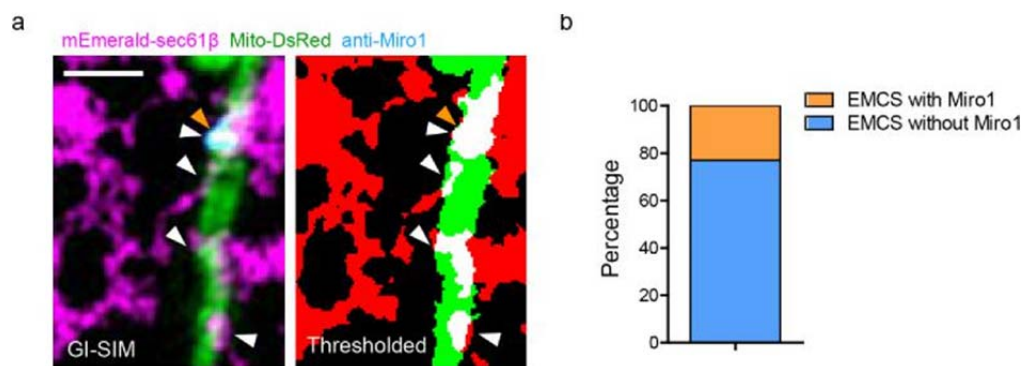 a
mEmerald-sec61β Mito-DsRed anti-Miro1
GI-SIM
Thresholded
b
EMCS with Miro1
EMCS without Miro1
Percentage
100
80
60
40
20
0